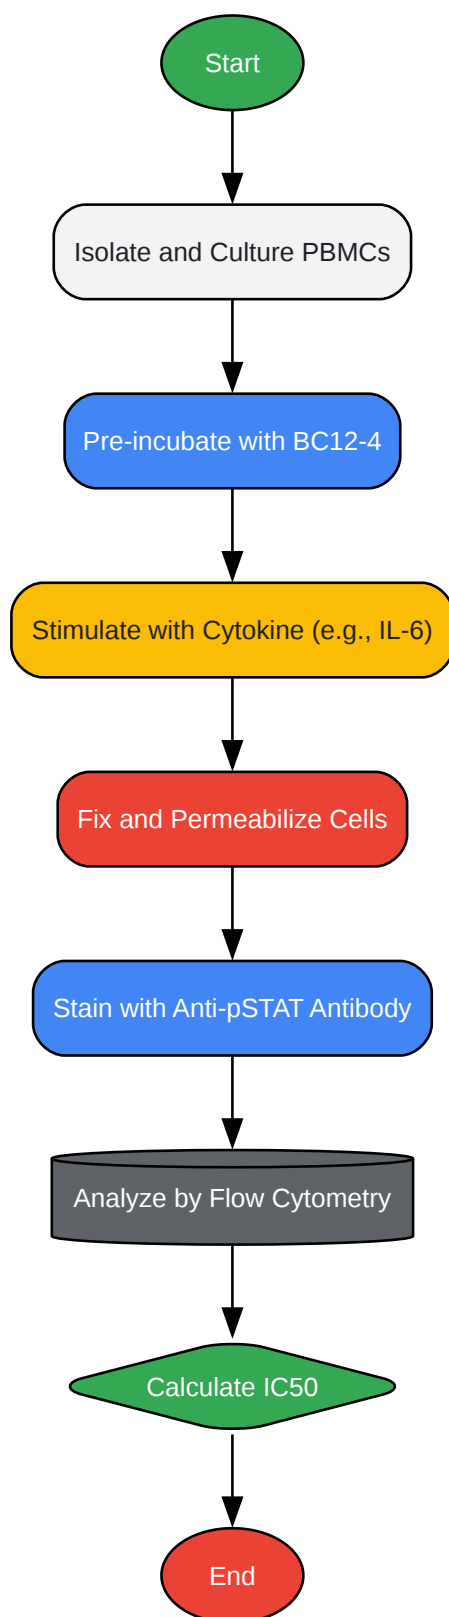 Start
Isolate and Culture PBMCs
Pre-incubate with BC12-4
Stimulate with Cytokine (e.g., IL-6)
Fix and Permeabilize Cells
Stain with Anti-pSTAT Antibody
Analyze by Flow Cytometry
Calculate IC50
End